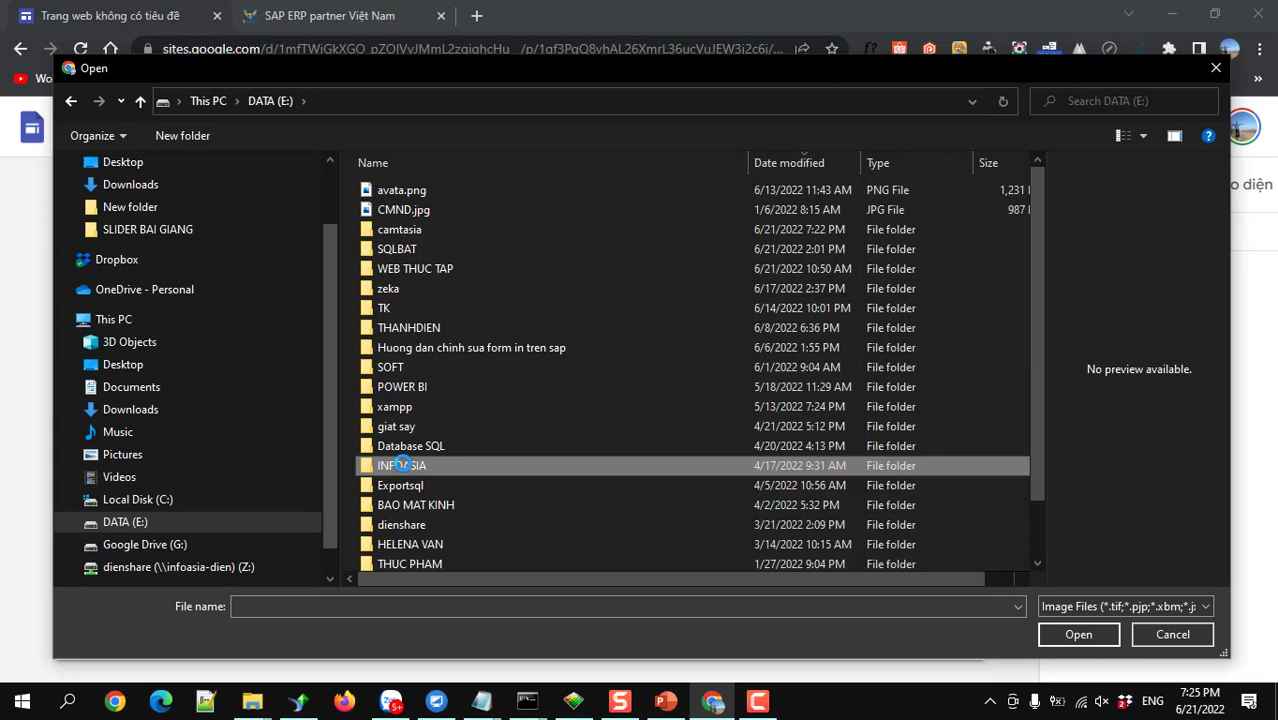 Trang web không có tiêu đề
SAP ERP partner Việt Nam
Wo
Open
This PC
DATA (E:)
Search DATA (E:)
Organize
New folder
Desktop
Downloads
New folder
SLIDER BAI GIANG
Dropbox
OneDrive - Personal
This PC
3D Objects
Desktop
Documents
Downloads
Music
Pictures
Videos
Local Disk (C:)
DATA (E:)
Google Drive (G:)
dienshare (\\infoasia-dien) (Z:)
Name Date modified Type Size
avata.png 6/13/2022 11:43 AM PNG File 1,231
CMND.jpg 1/6/2022 8:15 AM JPG File 987
camtasia 6/21/2022 7:22 PM File folder
SQLBAT 6/21/2022 2:01 PM File folder
WEB THUC TAP 6/21/2022 10:50 AM File folder
zeka 6/17/2022 2:37 PM File folder
TK 6/14/2022 10:01 PM File folder
THANHDIEN 6/8/2022 6:36 PM File folder
Huong dan chinh sua form in tren sap 6/6/2022 1:55 PM File folder
SOFT 6/1/2022 9:04 AM File folder
POWER BI 5/18/2022 11:29 AM File folder
xampp 5/13/2022 7:24 PM File folder
giat say 4/21/2022 5:12 PM File folder
Database SQL 4/20/2022 4:13 PM File folder
INFOASIA 4/17/2022 9:31 AM File folder
Exportsql 4/5/2022 10:56 AM File folder
BAO MAT KINH 4/2/2022 5:32 PM File folder
dienshare 3/21/2022 2:09 PM File folder
HELENA VAN 3/14/2022 10:15 AM File folder
THUC PHAM 1/27/2022 9:04 PM File folder
No preview available.
o diện
File name:
Image Files (*.tif;*.pjp;*.xbm;*.j
Open
Cancel
5+
ENG
7:25 PM
6/21/2022
2